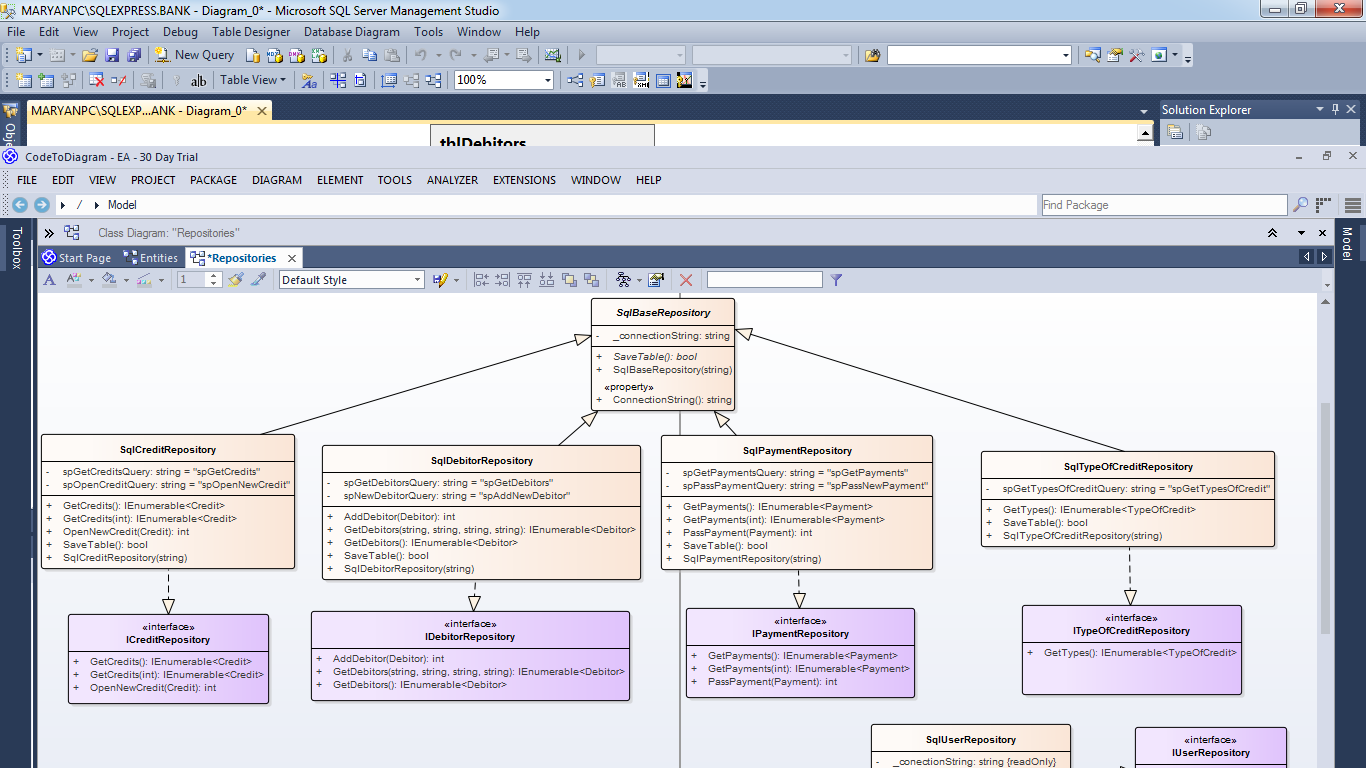 MARYANPC\SQLEXPRESS.BANK - Diagram_0* - Microsoft SQL Server Management Studio
File Edit View Project Debug Table Designer Database Diagram Tools Window Help
New Query
Table View 100%
MARYANPC\SQLEXP...ANK - Diagram_0*
Solution Explorer
Obje
tblDebitors
CodeToDiagram - EA - 30 Day Trial
FILE EDIT VIEW PROJECT PACKAGE DIAGRAM ELEMENT TOOLS ANALYZER EXTENSIONS WINDOW HELP
/ Model
Find Package
Toolbox
Class Diagram: "Repositories"
Model
Start Page Entities *Repositories
1 Default Style
SqlBaseRepository
- _connectionString: string
+ SaveTable(): bool
+ SqlBaseRepository(string)
«property»
+ ConnectionString(): string
SqlCreditRepository
- spGetCreditsQuery: string = "spGetCredits"
- spOpenCreditQuery: string = "spOpenNewCredit"
+ GetCredits(): IEnumerable<Credit>
+ GetCredits(int): IEnumerable<Credit>
+ OpenNewCredit(Credit): int
+ SaveTable(): bool
+ SqlCreditRepository(string)
SqlDebitorRepository
- spGetDebitorsQuery: string = "spGetDebitors"
- spNewDebitorQuery: string = "spAddNewDebitor"
+ AddDebitor(Debitor): int
+ GetDebitors(string, string, string, string): IEnumerable<Debitor>
+ GetDebitors(): IEnumerable<Debitor>
+ SaveTable(): bool
+ SqlDebitorRepository(string)
SqlPaymentRepository
- spGetPaymentsQuery: string = "spGetPayments"
- spPassPaymentQuery: string = "spPassNewPayment"
+ GetPayments(): IEnumerable<Payment>
+ GetPayments(int): IEnumerable<Payment>
+ PassPayment(Payment): int
+ SaveTable(): bool
+ SqlPaymentRepository(string)
SqlTypeOfCreditRepository
- spGetTypesOfCreditQuery: string = "spGetTypesOfCredit"
+ GetTypes(): IEnumerable<TypeOfCredit>
+ SaveTable(): bool
+ SqlTypeOfCreditRepository(string)
«interface»
ICreditRepository
+ GetCredits(): IEnumerable<Credit>
+ GetCredits(int): IEnumerable<Credit>
+ OpenNewCredit(Credit): int
«interface»
IDebitorRepository
+ AddDebitor(Debitor): int
+ GetDebitors(string, string, string, string): IEnumerable<Debitor>
+ GetDebitors(): IEnumerable<Debitor>
«interface»
IPaymentRepository
+ GetPayments(): IEnumerable<Payment>
+ GetPayments(int): IEnumerable<Payment>
+ PassPayment(Payment): int
«interface»
ITypeOfCreditRepository
+ GetTypes(): IEnumerable<TypeOfCredit>
SqlUserRepository
- _conectionString: string {readOnly}
«interface»
IUserRepository